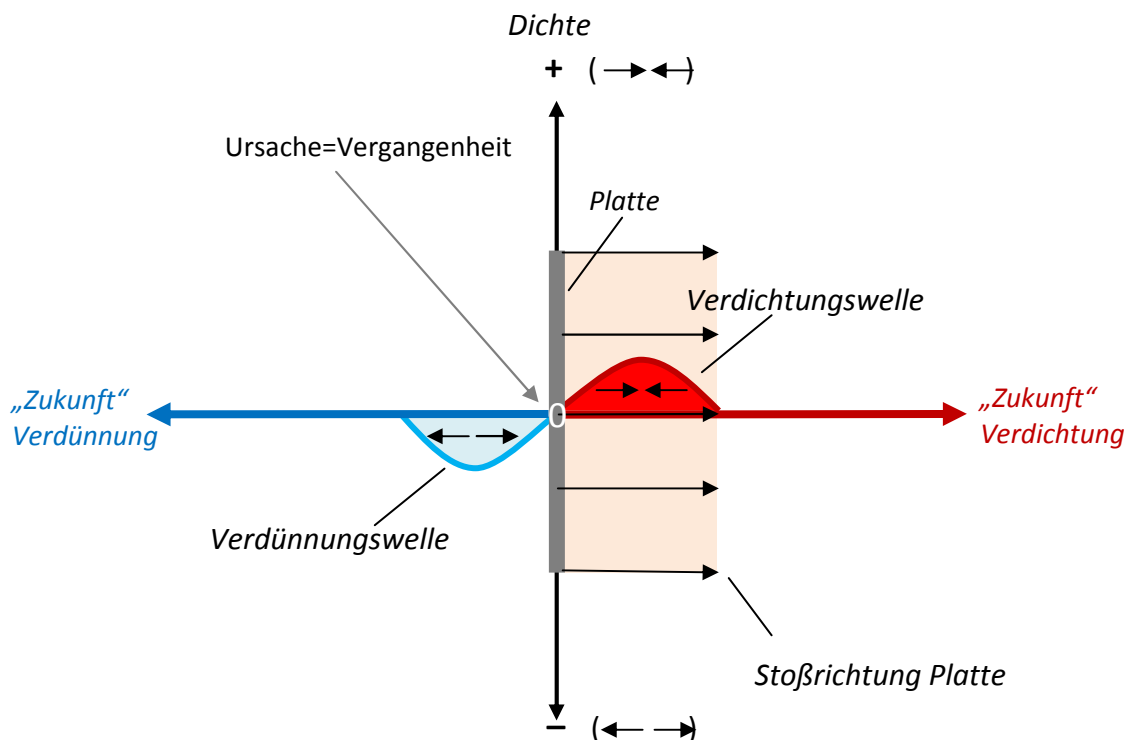 Dichte
+ (→←)
Ursache=Vergangenheit
Platte
Verdichtungswelle
„Zukunft“
Verdünnung
0
„Zukunft“
Verdichtung
Verdünnungswelle
Stoßrichtung Platte
− (← →)